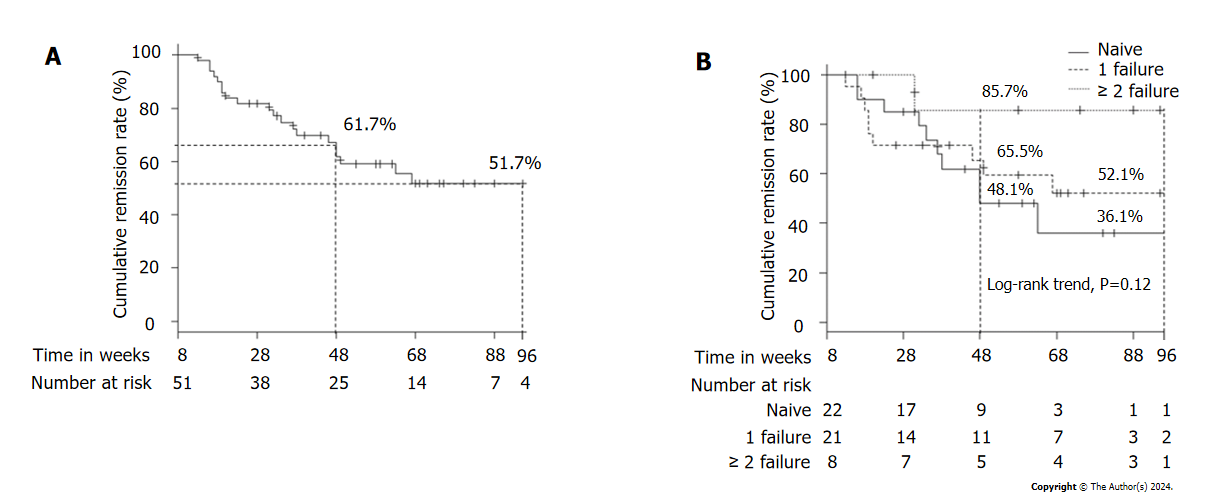 A
Cumulative remission rate (%)
100
80
60
40
20
0
61.7%
51.7%
Time in weeks 8 28 48 68 88 96
Number at risk 51 38 25 14 7 4
B
Cumulative remission rate (%)
100
80
60
40
20
0
Naive
1 failure
≥ 2 failure
85.7%
65.5%
52.1%
48.1%
36.1%
Log-rank trend, P=0.12
Time in weeks 8 28 48 68 88 96
Number at risk
Naive 22 17 9 3 1 1
1 failure 21 14 11 7 3 2
≥ 2 failure 8 7 5 4 3 1
Copyright © The Author(s) 2024.